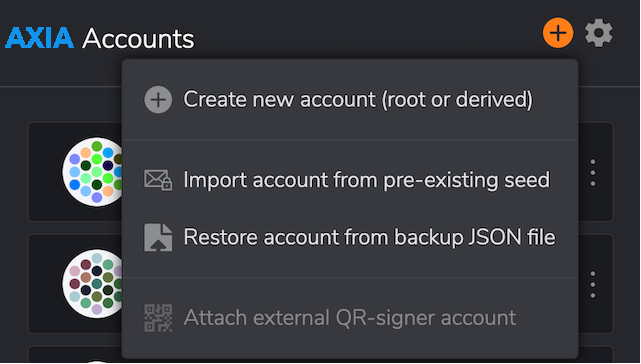 AXIA Accounts
Create new account (root or derived)
Import account from pre-existing seed
Restore account from backup JSON file
Attach external QR-signer account